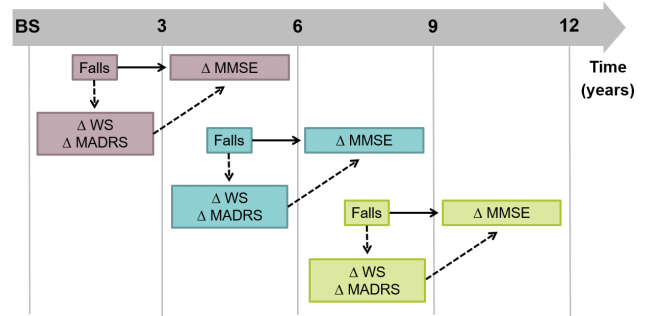 BS 3 6 9 12
Time
(years)
Falls Δ MMSE
Δ WS
Δ MADRS
Falls Δ MMSE
Δ WS
Δ MADRS
Falls Δ MMSE
Δ WS
Δ MADRS